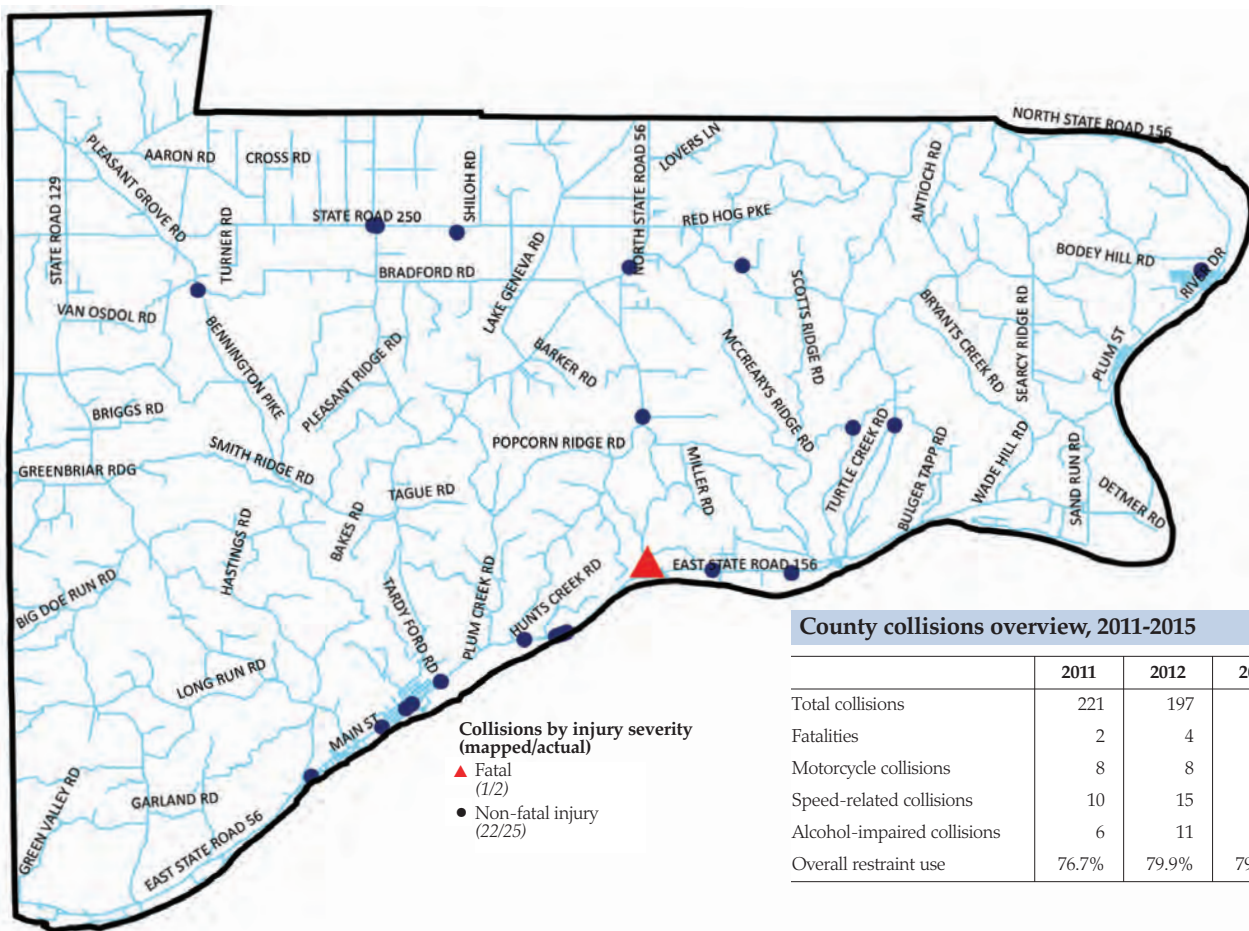 NORTH STATE ROAD 156
PLEASANT GROVE RD
AARON RD
CROSS RD
SHILOH RD
NORTH STATE ROAD 56
LOVERS LN
ANTIOCH RD
STATE ROAD 129
TURNER RD
STATE ROAD 250
RED HOG PKE
LAKE GENEVA RD
BRADFORD RD
BODEY HILL RD
RIVER DR
SCOTTS RIDGE RD
VAN OSDOL RD
BENNINGTON PIKE
PLEASANT RIDGE RD
BARKER RD
MCCREARYS RIDGE RD
BRYANTS CREEK RD
SEARCY RIDGE RD
PLUM ST
BRIGGS RD
SMITH RIDGE RD
POPCORN RIDGE RD
TURTLE CREEK RD
GREENBRIAR RDG
TAGUE RD
MILLER RD
BULGER TAPP RD
WADE HILL RD
SAND RUN RD
DETMER RD
HASTINGS RD
BAKES RD
BIG DOE RUN RD
TARDY FORD RD
PLUM CREEK RD
HUNTS CREEK RD
EAST STATE ROAD 156
LONG RUN RD
MAIN ST
GREEN VALLEY RD
GARLAND RD
EAST STATE ROAD 56
Collisions by injury severity
(mapped/actual)
Fatal
(1/2)
Non-fatal injury
(22/25)
County collisions overview, 2011-2015
2011 2012 2
Total collisions 221 197
Fatalities 2 4
Motorcycle collisions 8 8
Speed-related collisions 10 15
Alcohol-impaired collisions 6 11
Overall restraint use 76.7% 79.9% 79